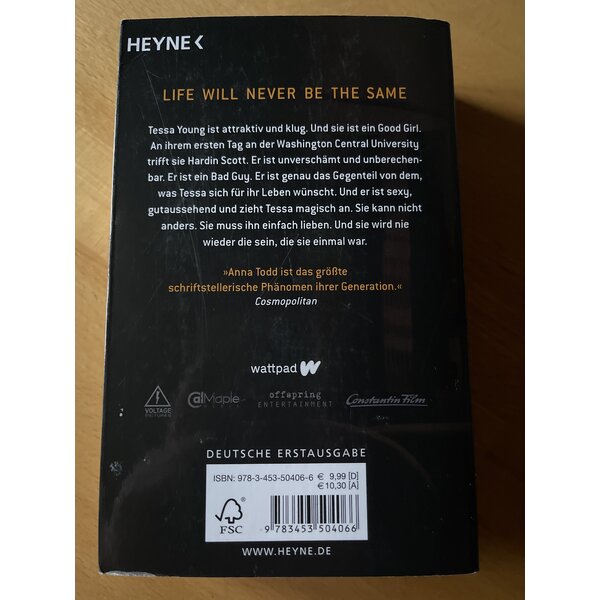 HEYNE<
LIFE WILL NEVER BE THE SAME
Tessa Young ist attraktiv und klug. Und sie ist ein Good Girl.
An ihrem ersten Tag an der Washington Central University
trifft sie Hardin Scott. Er ist unverschämt und unberechen-
bar. Er ist ein Bad Guy. Er ist genau das Gegenteil von dem,
was Tessa sich für ihr Leben wünscht. Und er ist sexy,
gutaussehend und zieht Tessa magisch an. Sie kann nicht
anders. Sie muss ihn einfach lieben. Und sie wird nie
wieder die sein, die sie einmal war.
»Anna Todd ist das größte
schriftstellerische Phänomen ihrer Generation.«
Cosmopolitan
wattpad W
VOLTAGE
PICTURES
CalMaple
offspring
ENTERTAINMENT
Constantin Film
DEUTSCHE ERSTAUSGABE
ISBN: 978-3-453-50406-6 € 9,99 [D]
€ 10,30 [A]
FSC
9 783453 504066
WWW.HEYNE.DE